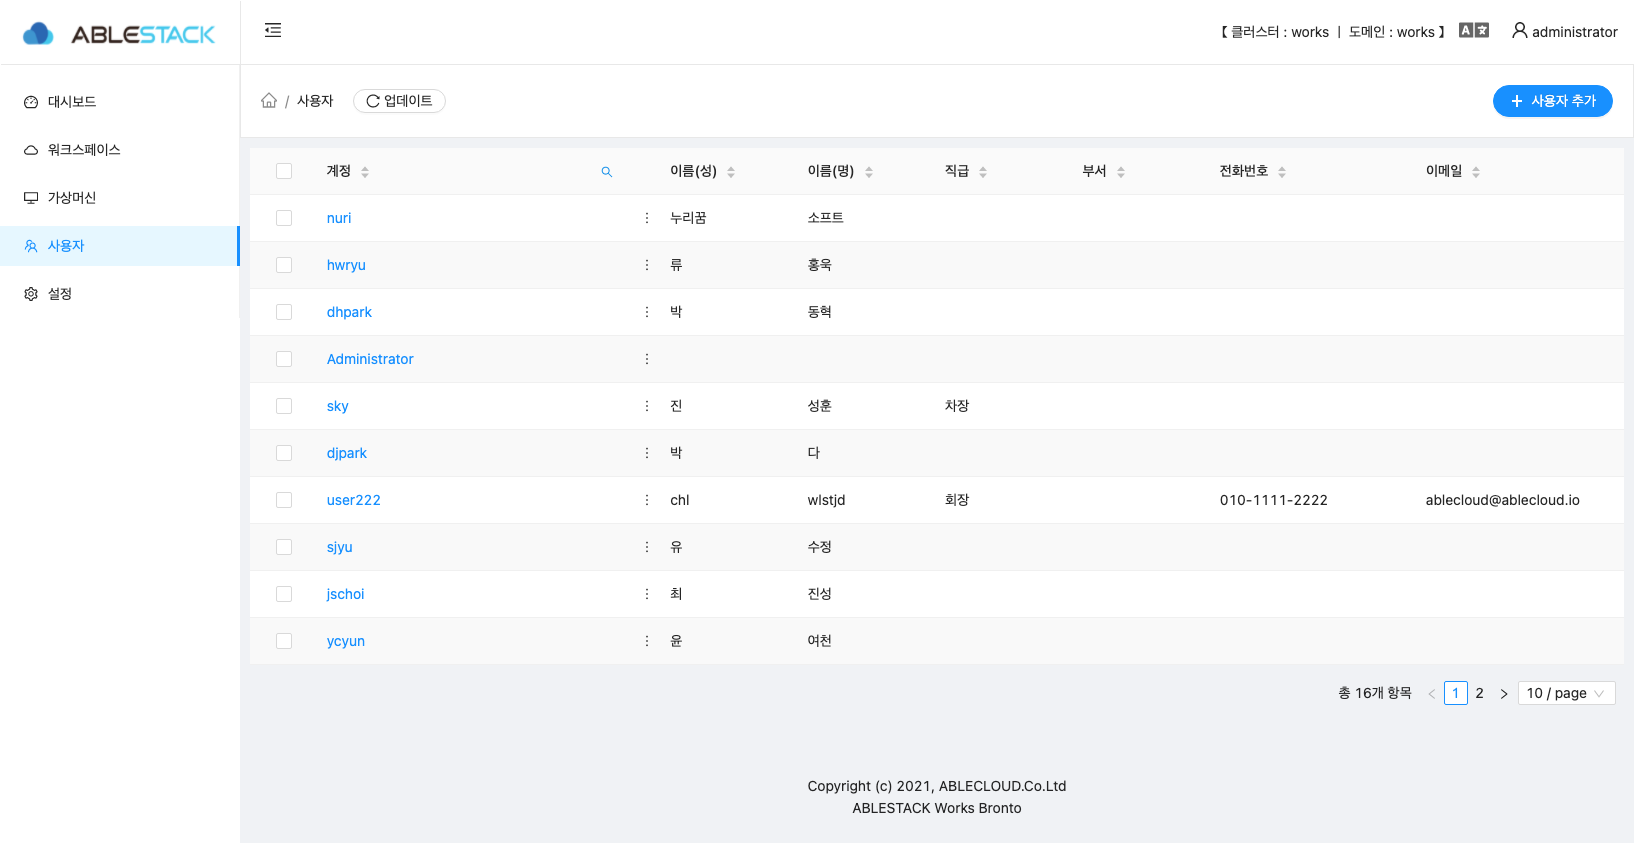 ABLESTACK
【 클러스터 : works | 도메인 : works 】 A administrator
대시보드
워크스페이스
가상머신
사용자
설정
/ 사용자 업데이트 + 사용자 추가
계정 이름(성) 이름(명) 직급 부서 전화번호 이메일
nuri 누리꿈 소프트
hwryu 류 홍욱
dhpark 박 동혁
Administrator
sky 진 성훈 차장
djpark 박 다
user222 chl wlstjd 회장 010-1111-2222 ablecloud@ablecloud.io
sjyu 유 수정
jschoi 최 진성
ycyun 윤 여천
총 16개 항목 < 1 2 > 10 / page
Copyright (c) 2021, ABLECLOUD.Co.Ltd
ABLESTACK Works Bronto